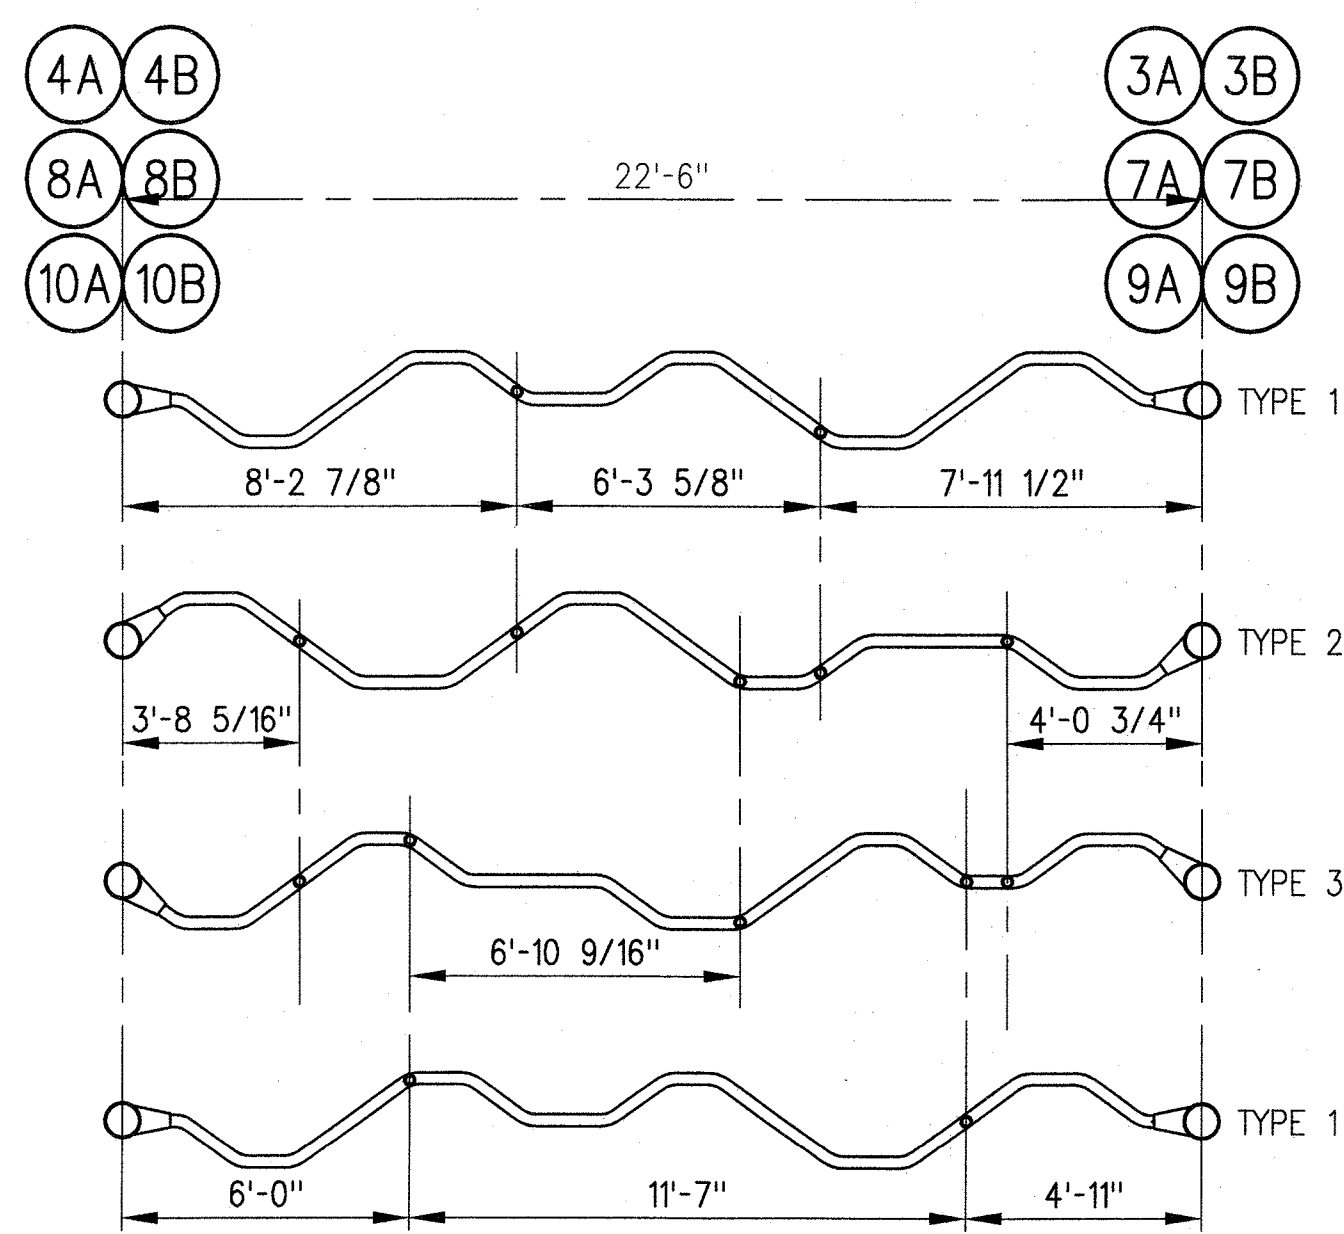 4A 4B 3A 3B
8A 8B 7A 7B
22'-6"
10A 10B 9A 9B
TYPE 1
8'-2 7/8" 6'-3 5/8" 7'-11 1/2"
TYPE 2
3'-8 5/16" 4'-0 3/4"
TYPE 3
6'-10 9/16"
TYPE 1
6'-0" 11'-7" 4'-11"